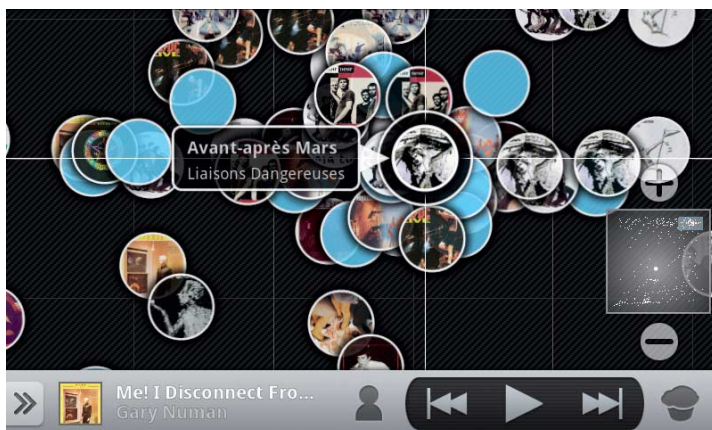 Avant-après Mars
Liaisons Dangereuses
Me! I Disconnect Fro...
Gary Numan